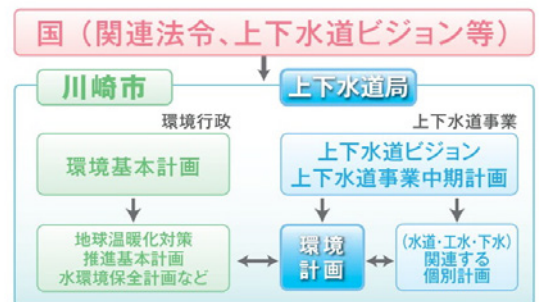 国（関連法令、上下水道ビジョン等）
川崎市
上下水道局
環境行政
上下水道事業
環境基本計画
上下水道ビジョン
上下水道事業中期計画
地球温暖化対策
推進基本計画
水環境保全計画など
環境
計画
（水道・工水・下水）
関連する
個別計画